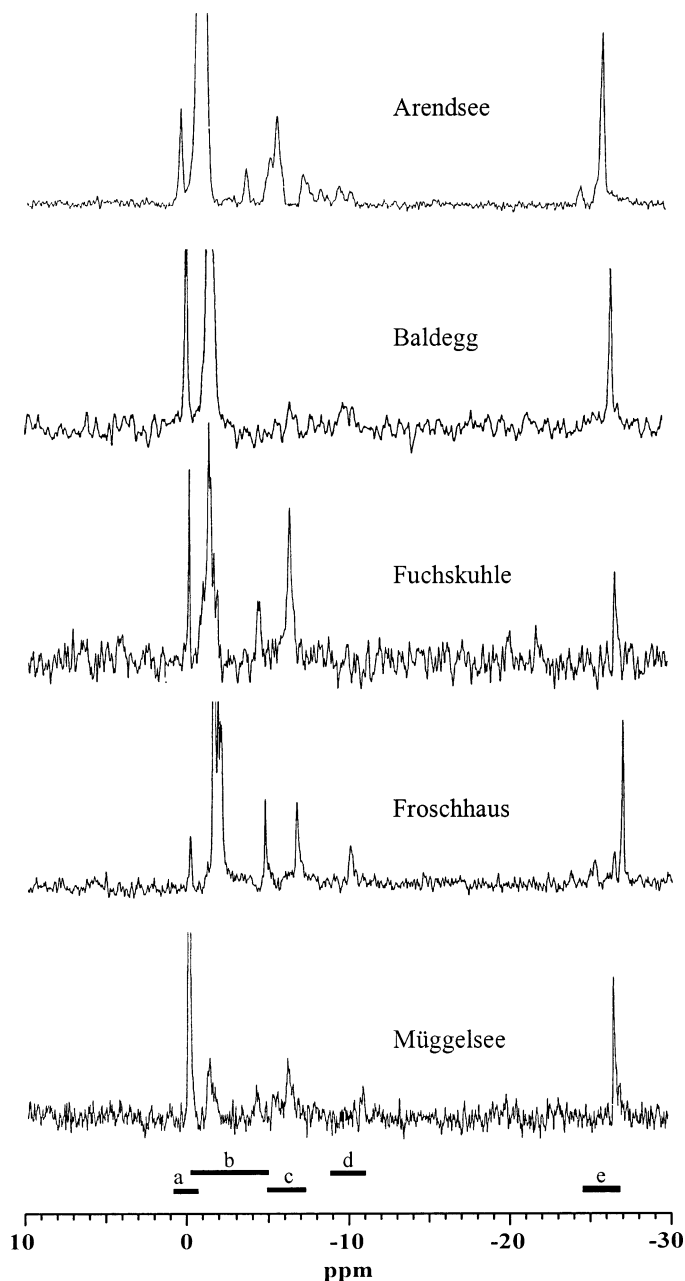 Arendsee
Baldegg
Fuchskuhle
Froschhaus
Müggelsee
a b c d e
10 0 -10 -20 -30
ppm